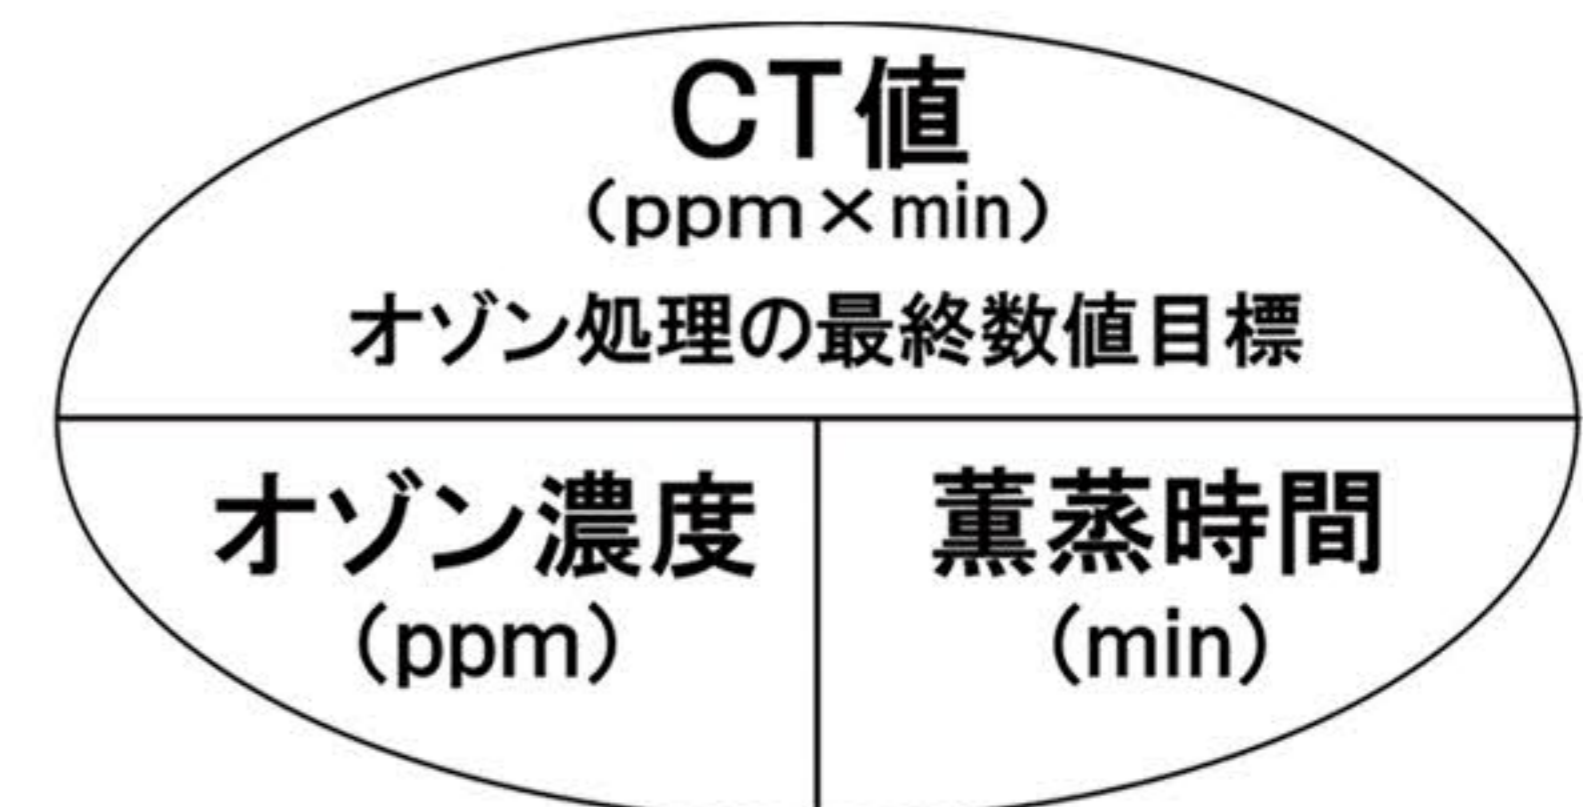 CT値
（ppm×min）
オゾン処理の最終数値目標
オゾン濃度
（ppm）
薫蒸時間
（min）